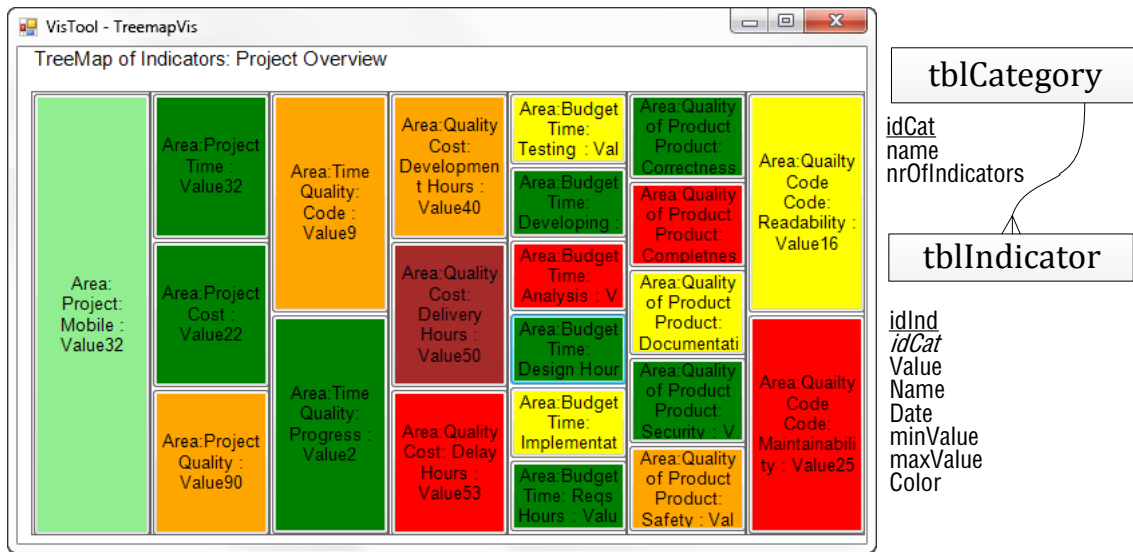 VisTool - TreemapVis
TreeMap of Indicators: Project Overview
Area:
Project:
Mobile :
Value32
Area:Project
Time :
Value32
Area:Project
Cost :
Value22
Area:Project
Quality :
Value90
Area:Time
Quality:
Code :
Value9
Area:Time
Quality:
Progress :
Value2
Area:Quality
Cost:
Developmen
t Hours :
Value40
Area:Quality
Cost:
Delivery
Hours :
Value50
Area:Quality
Cost: Delay
Hours :
Value53
Area:Budget
Time:
Testing : Val
Area:Budget
Time:
Developing :
Area:Budget
Time:
Analysis : V
Area:Budget
Time:
Design Hour
Area:Budget
Time:
Implementat
Area:Budget
Time: Reqs
Hours : Valu
Area:Quality
of Product
Product:
Correctness
Area:Quality
of Product
Product:
Completnes
Area:Quality
of Product
Product:
Documentati
Area:Quality
of Product
Product:
Security : V
Area:Quality
of Product
Product:
Safety : Val
Area:Quailty
Code
Code:
Readability :
Value16
Area:Quailty
Code
Code:
Maintainabili
ty : Value25
tblCategory
idCat
name
nrOfIndicators
tblIndicator
idInd
idCat
Value
Name
Date
minValue
maxValue
Color